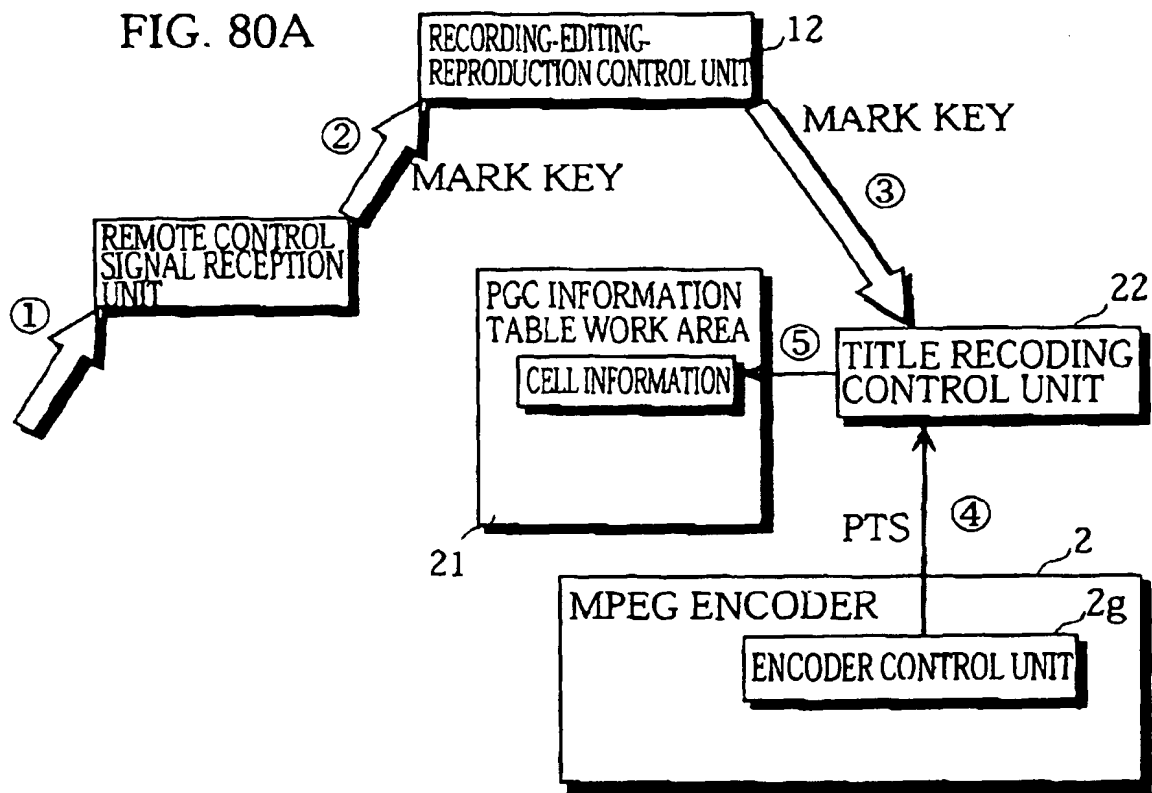 FIG. 80A
RECORDING-EDITING-
REPRODUCTION CONTROL UNIT
12
②
MARK KEY
MARK KEY
③
REMOTE CONTROL
SIGNAL RECEPTION
UNIT
①
PGC INFORMATION
TABLE WORK AREA
CELL INFORMATION
21
⑤
22
TITLE RECODING
CONTROL UNIT
PTS
④
2
MPEG ENCODER
2g
ENCODER CONTROL UNIT